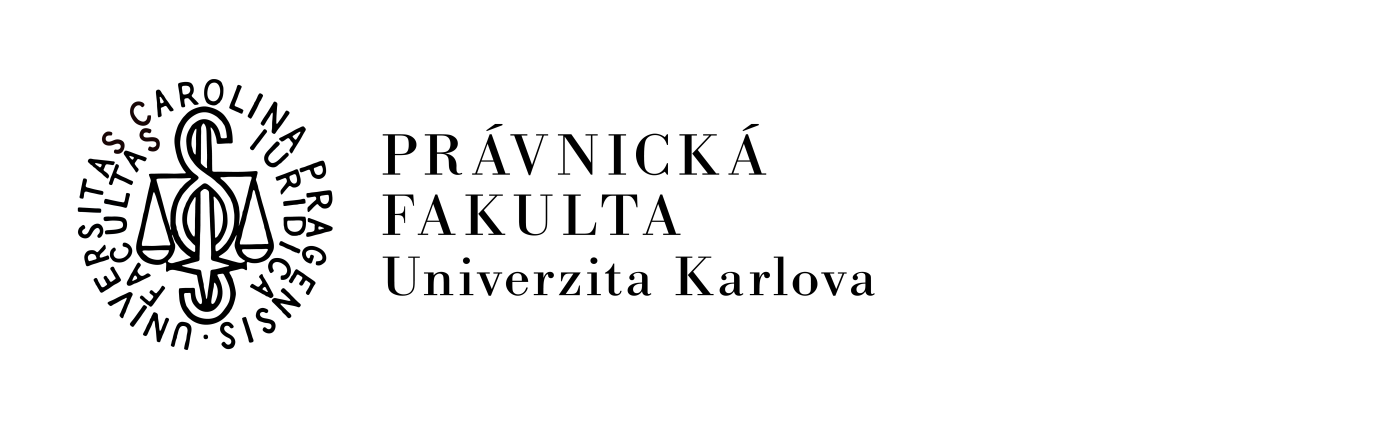 UNIVERSITAS CAROLINA PRAGENSIS ·
FACULTAS IURIDICA
PRÁVNICKÁ
FAKULTA
Univerzita Karlova